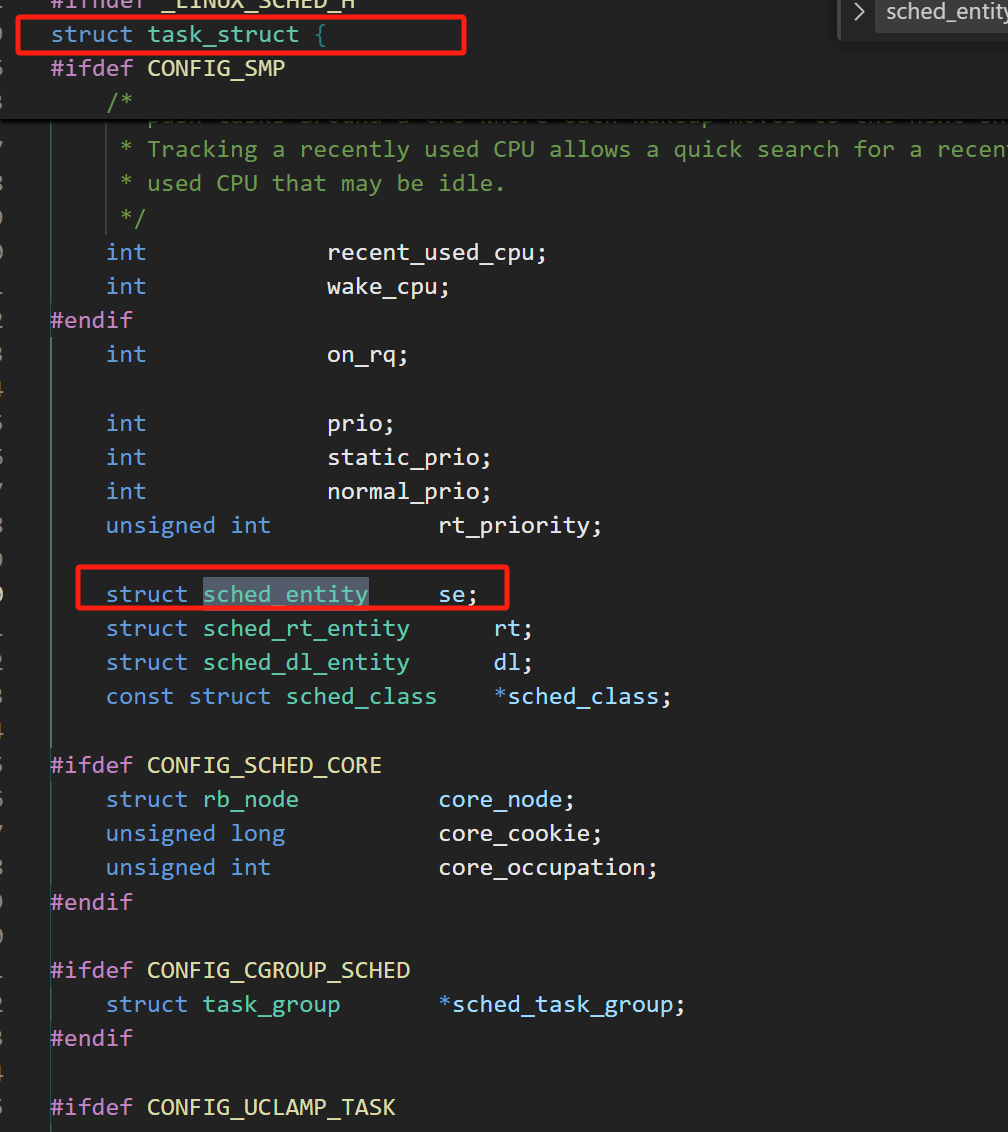 #ifndef _LINUX_SCHED_H
sched_entity
struct task_struct {
#ifdef CONFIG_SMP
/*
* Tracking a recently used CPU allows a quick search for a
* used CPU that may be idle.
*/
int recent_used_cpu;
int wake_cpu;
#endif
int on_rq;
int prio;
int static_prio;
int normal_prio;
unsigned int rt_priority;
struct sched_entity se;
struct sched_rt_entity rt;
struct sched_dl_entity dl;
const struct sched_class *sched_class;
#ifdef CONFIG_SCHED_CORE
struct rb_node core_node;
unsigned long core_cookie;
unsigned int core_occupation;
#endif
#ifdef CONFIG_CGROUP_SCHED
struct task_group *sched_task_group;
#endif
#ifdef CONFIG_UCLAMP_TASK